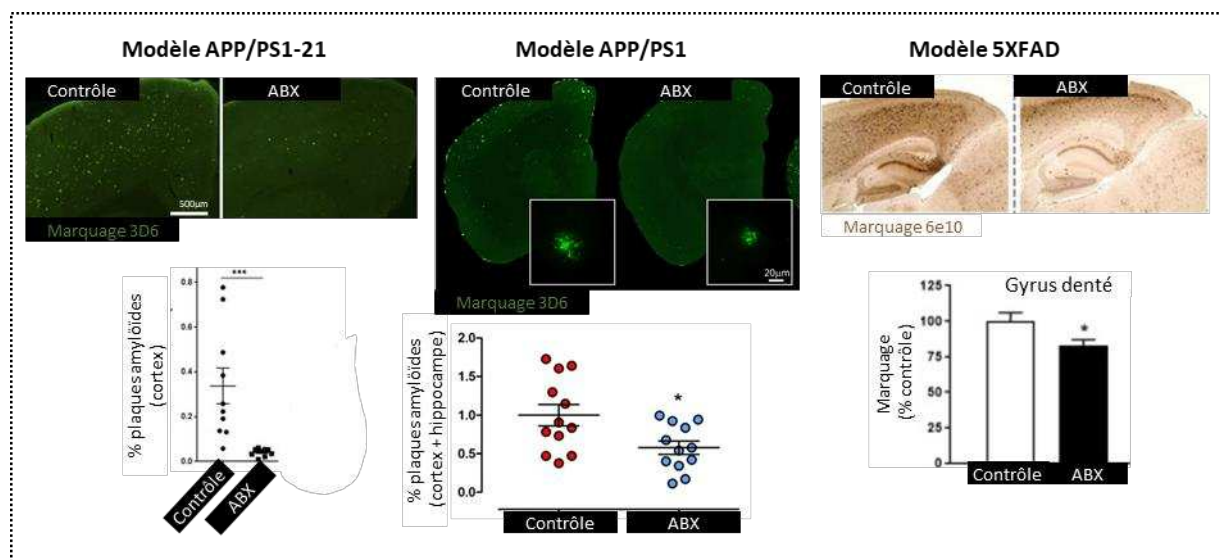 Modèle APP/PS1-21
Contrôle
ABX
500µm
Marquage 3D6
% plaques amylöides
(cortex)
***
0.8
0.6
0.4
0.2
0.0
Contrôle
ABX
Modèle APP/PS1
Contrôle
ABX
20µm
Marquage 3D6
% plaques amylöides
(cortex + hippocampe)
2.0
1.5
1.0
0.5
0.0
*
Contrôle
ABX
Modèle 5XFAD
Contrôle
ABX
Marquage 6e10
Gyrus denté
Marquage
(% contrôle)
125
100
75
50
25
0
*
Contrôle
ABX